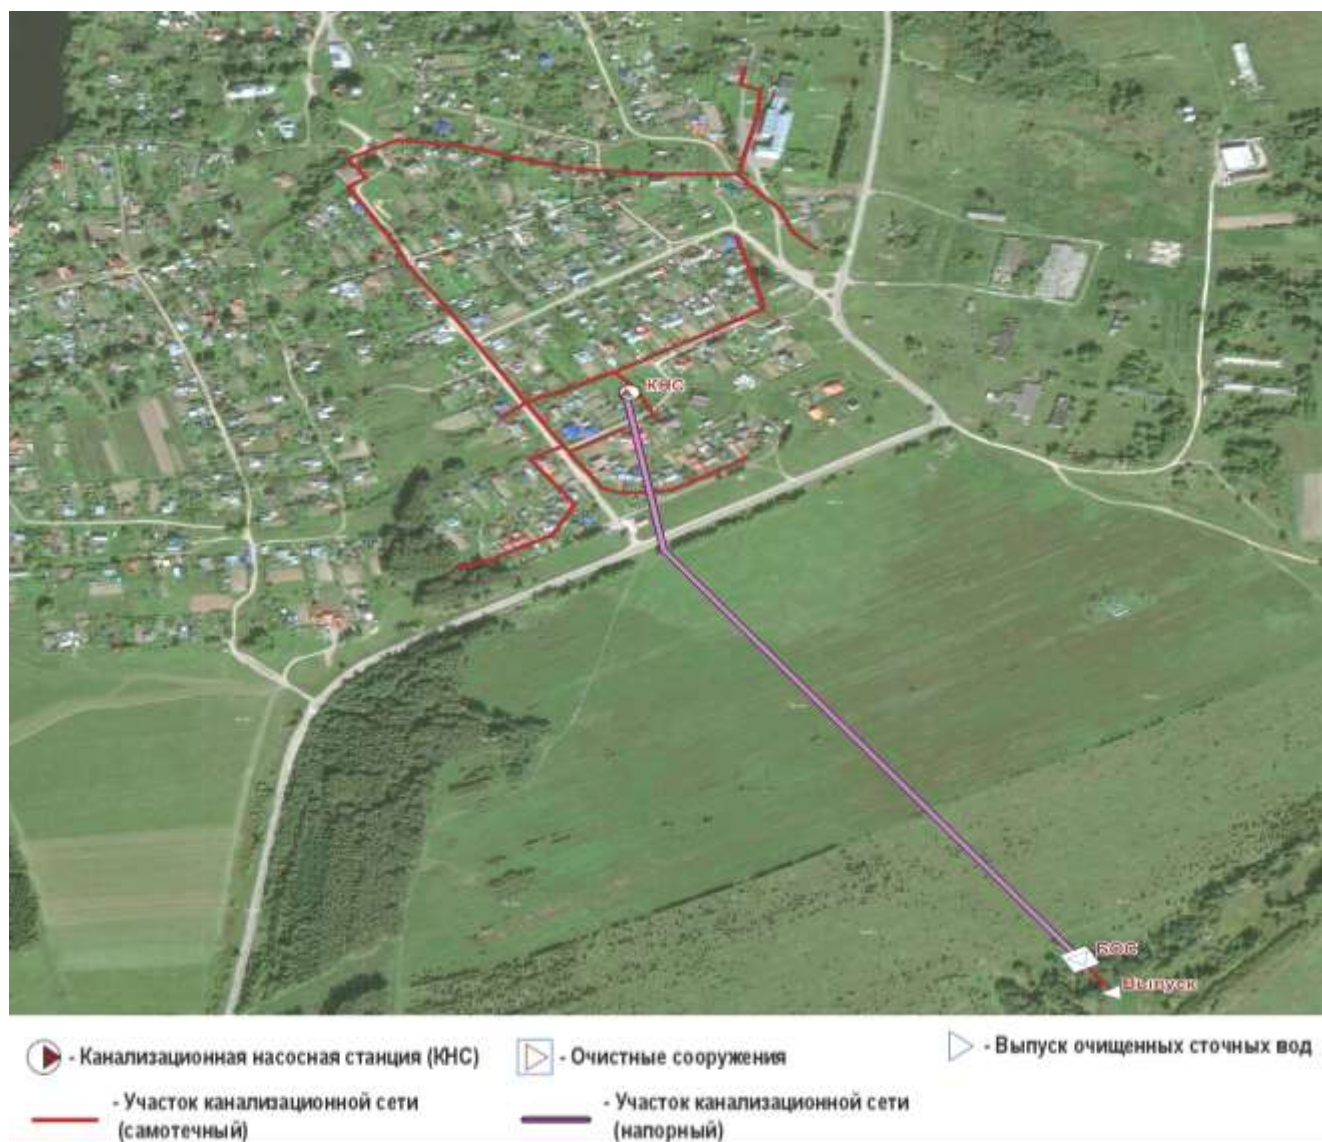 КНС
БОС
Выпуск
- Канализационная насосная станция (КНС)
- Очистные сооружения
- Выпуск очищенных сточных вод
- Участок канализационной сети
(самотечный)
- Участок канализационной сети
(напорный)